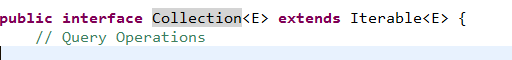 public interface Collection<E> extends Iterable<E> {
// Query Operations